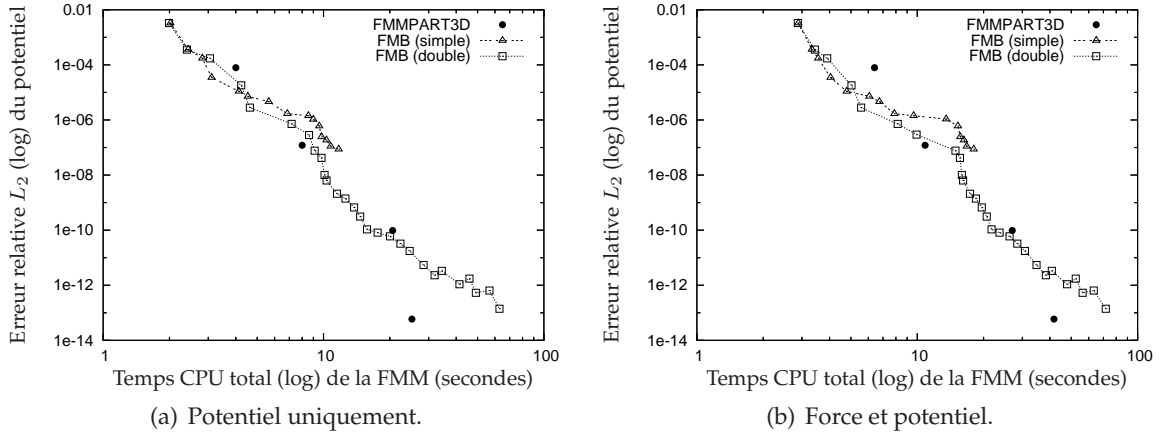 0.01
1e-04
1e-06
1e-08
1e-10
1e-12
1e-14
Erreur relative L2 (log) du potentiel
FMMPART3D
FMB (simple)
FMB (double)
1 10 100
Temps CPU total (log) de la FMM (secondes)
(a) Potentiel uniquement.
0.01
1e-04
1e-06
1e-08
1e-10
1e-12
1e-14
Erreur relative L2 (log) du potentiel
FMMPART3D
FMB (simple)
FMB (double)
1 10 100
Temps CPU total (log) de la FMM (secondes)
(b) Force et potentiel.